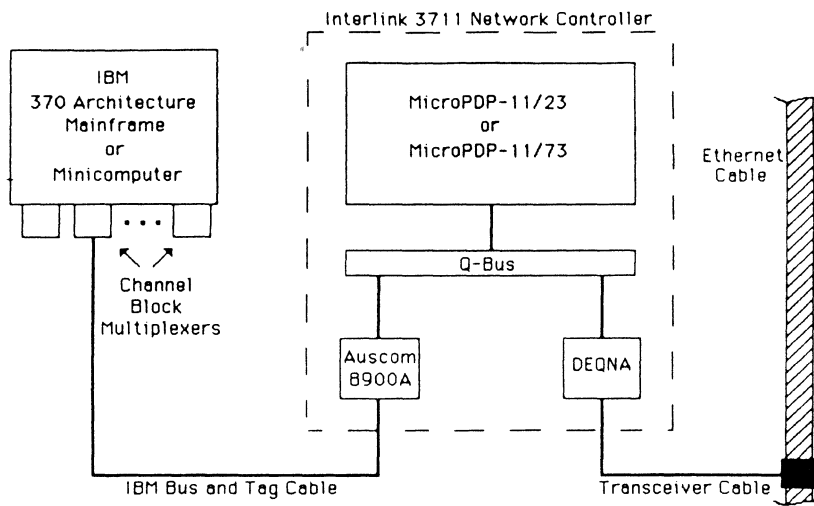 Interlink 3711 Network Controller
IBM
370 Architecture
Mainframe
or
Minicomputer
• • •
Channel
Block
Multiplexers
MicroPDP-11/23
or
MicroPDP-11/73
Q-Bus
Auscom
8900A
DEQNA
Ethernet
Cable
IBM Bus and Tag Cable
Transceiver Cable